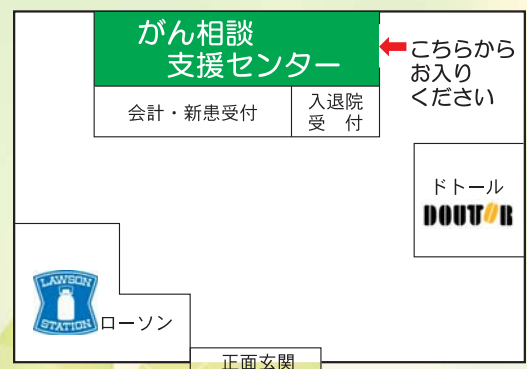 がん相談
支援センター
こちらから
お入り
ください
会計・新患受付
入退院
受 付
ドトール
DOUTOR
LAWSON
STATION
ローソン
正面玄関